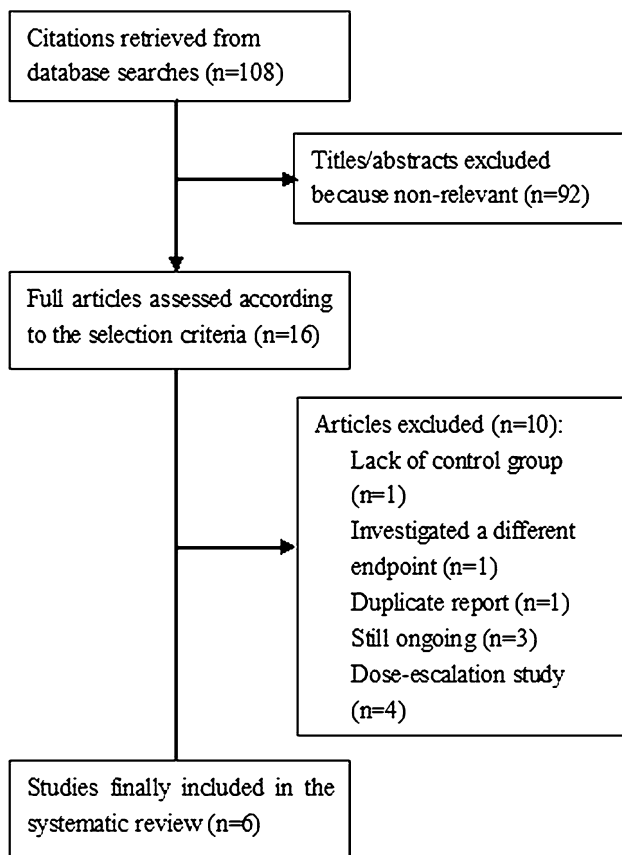 Citations retrieved from
database searches (n=108)
Titles/abstracts excluded
because non-relevant (n=92)
Full articles assessed according
to the selection criteria (n=16)
Articles excluded (n=10):
Lack of control group
(n=1)
Investigated a different
endpoint (n=1)
Duplicate report (n=1)
Still ongoing (n=3)
Dose-escalation study
(n=4)
Studies finally included in the
systematic review (n=6)